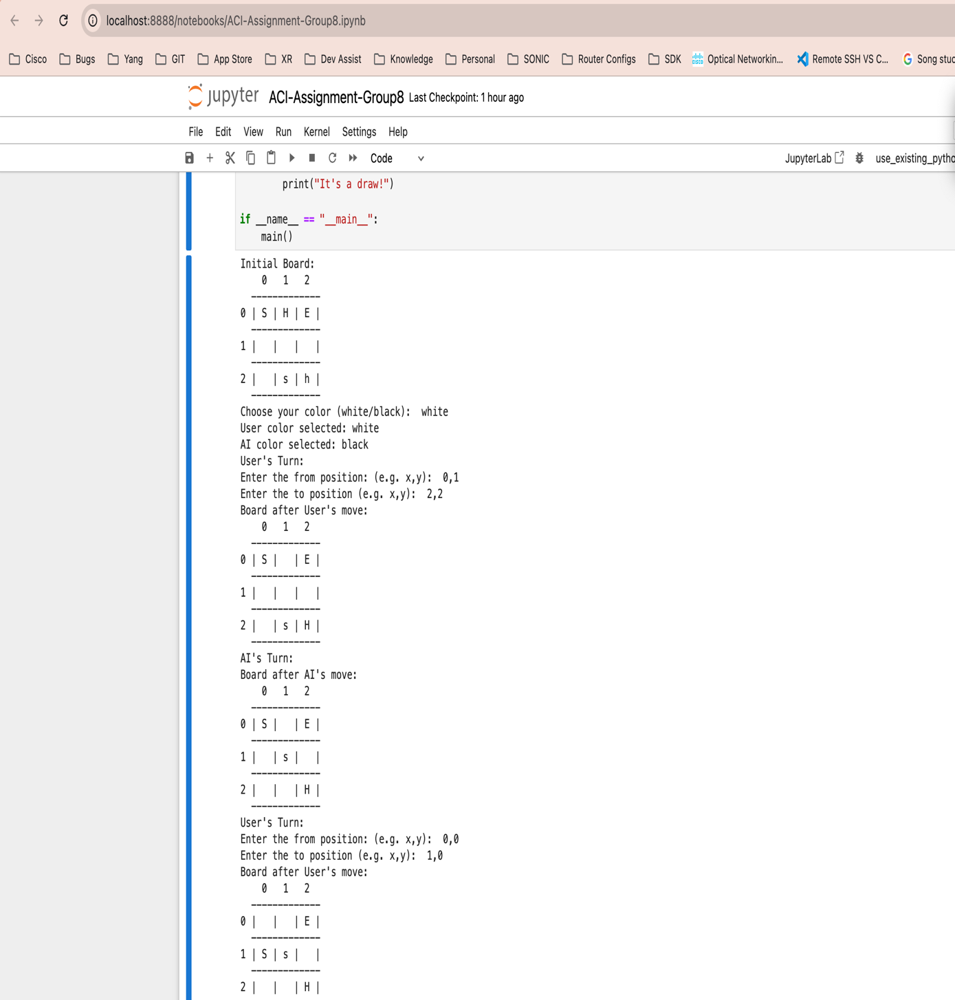 localhost:8888/notebooks/ACI-Assignment-Group8.ipynb
Cisco Bugs Yang GIT App Store XR Dev Assist Knowledge Personal SONIC Router Configs SDK Optical Networkin... Remote SSH VS C... Song stuc
jupyter ACI-Assignment-Group8 Last Checkpoint: 1 hour ago
File Edit View Run Kernel Settings Help
Code JupyterLab use_existing_pytho
        print("It's a draw!")
if __name__ == "__main__":
    main()
Initial Board:
    0   1   2
  -------------
0 | S | H | E |
  -------------
1 |   |   |   |
  -------------
2 |   | s | h |
  -------------
Choose your color (white/black):  white
User color selected: white
AI color selected: black
User's Turn:
Enter the from position: (e.g. x,y):  0,1
Enter the to position (e.g. x,y):  2,2
Board after User's move:
    0   1   2
  -------------
0 | S |   | E |
  -------------
1 |   |   |   |
  -------------
2 |   | s | H |
  -------------
AI's Turn:
Board after AI's move:
    0   1   2
  -------------
0 | S |   | E |
  -------------
1 |   | s |   |
  -------------
2 |   |   | H |
  -------------
User's Turn:
Enter the from position: (e.g. x,y):  0,0
Enter the to position (e.g. x,y):  1,0
Board after User's move:
    0   1   2
  -------------
0 |   |   | E |
  -------------
1 | S | s |   |
  -------------
2 |   |   | H |